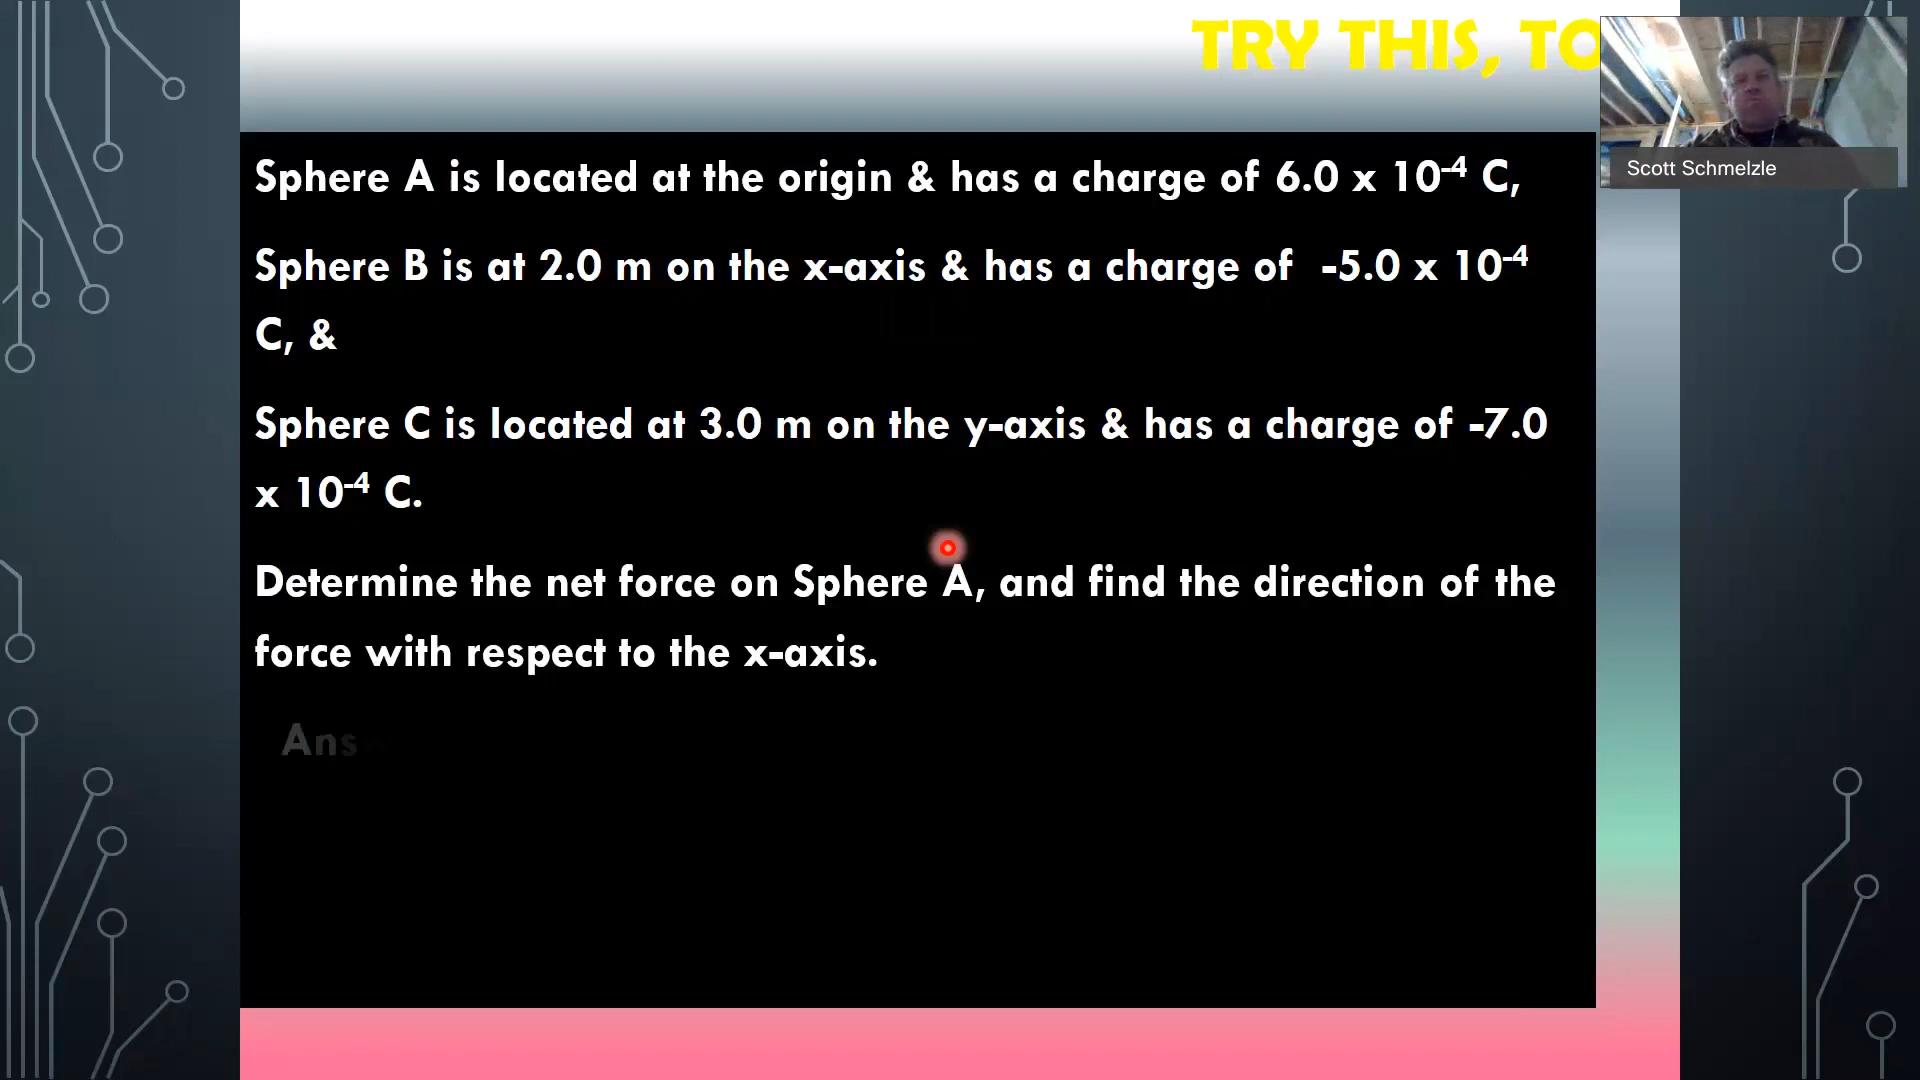 TRY THIS, TO
Scott Schmelzle
Sphere A is located at the origin & has a charge of 6.0 x 10⁻⁴ C,
Sphere B is at 2.0 m on the x-axis & has a charge of -5.0 x 10⁻⁴
C, &
Sphere C is located at 3.0 m on the y-axis & has a charge of -7.0
x 10⁻⁴ C.
Determine the net force on Sphere A, and find the direction of the
force with respect to the x-axis.
Ans